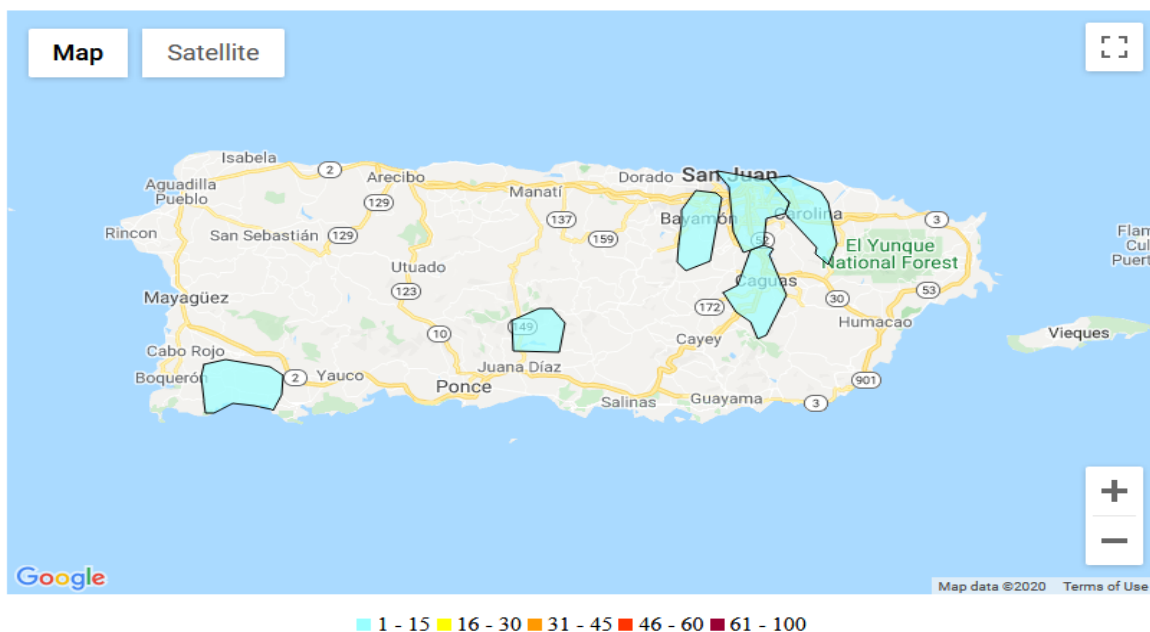 Map Satellite
Isabela
2
Arecibo
Aguadilla
Pueblo
129
Manatí
Dorado
San Juan
Rincon
San Sebastián
129
137
159
Bayamón
Carolina
3
Flam
Cul
Puert
52
El Yunque
National Forest
Utuado
123
Caguas
Mayagüez
172
30
53
10
149
Humacao
Cayey
Vieques
Cabo Rojo
Boquerón
2
Yauco
Juana Díaz
Ponce
901
Salinas
Guayama
3
Google
Map data ©2020 Terms of Use
1 - 15 16 - 30 31 - 45 46 - 60 61 - 100